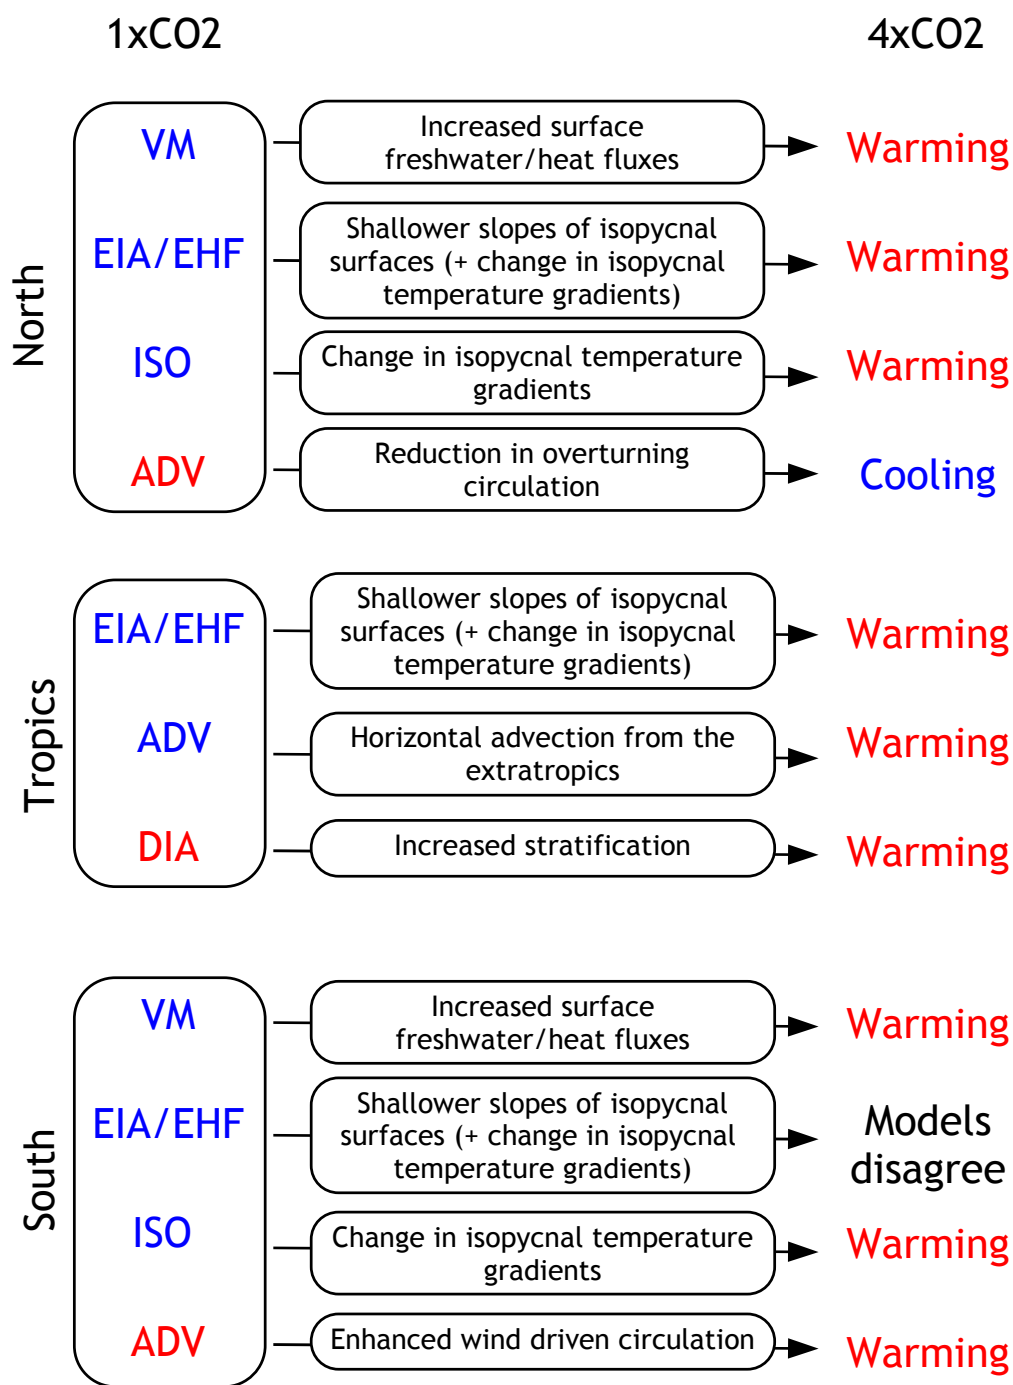 1xCO2
4xCO2
North
VM
Increased surface
freshwater/heat fluxes
Warming
EIA/EHF
Shallower slopes of isopycnal
surfaces (+ change in isopycnal
temperature gradients)
Warming
ISO
Change in isopycnal temperature
gradients
Warming
ADV
Reduction in overturning
circulation
Cooling
Tropics
EIA/EHF
Shallower slopes of isopycnal
surfaces (+ change in isopycnal
temperature gradients)
Warming
ADV
Horizontal advection from the
extratropics
Warming
DIA
Increased stratification
Warming
South
VM
Increased surface
freshwater/heat fluxes
Warming
EIA/EHF
Shallower slopes of isopycnal
surfaces (+ change in isopycnal
temperature gradients)
Models
disagree
ISO
Change in isopycnal temperature
gradients
Warming
ADV
Enhanced wind driven circulation
Warming